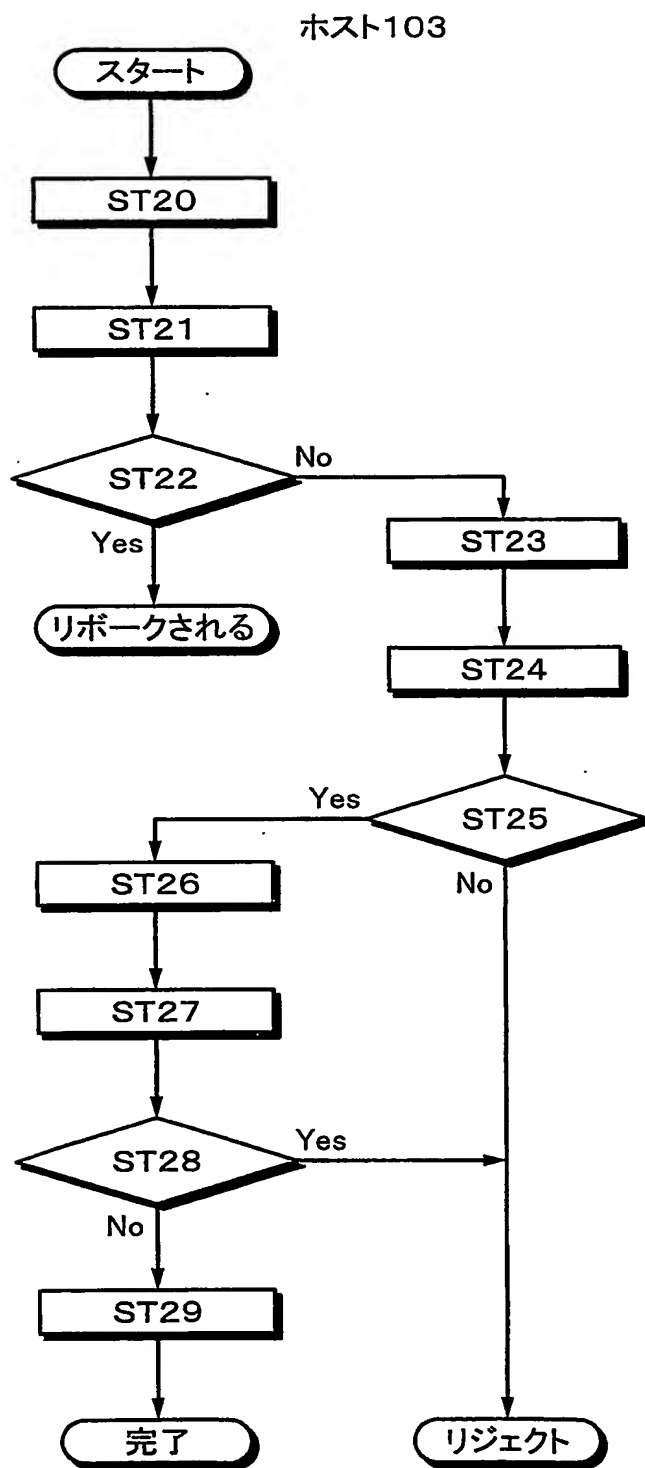 ホスト103
スタート
ST20
ST21
ST22
No
Yes
ST23
リボークされる
ST24
Yes
ST25
ST26
No
ST27
ST28
Yes
No
ST29
完了
リジェクト